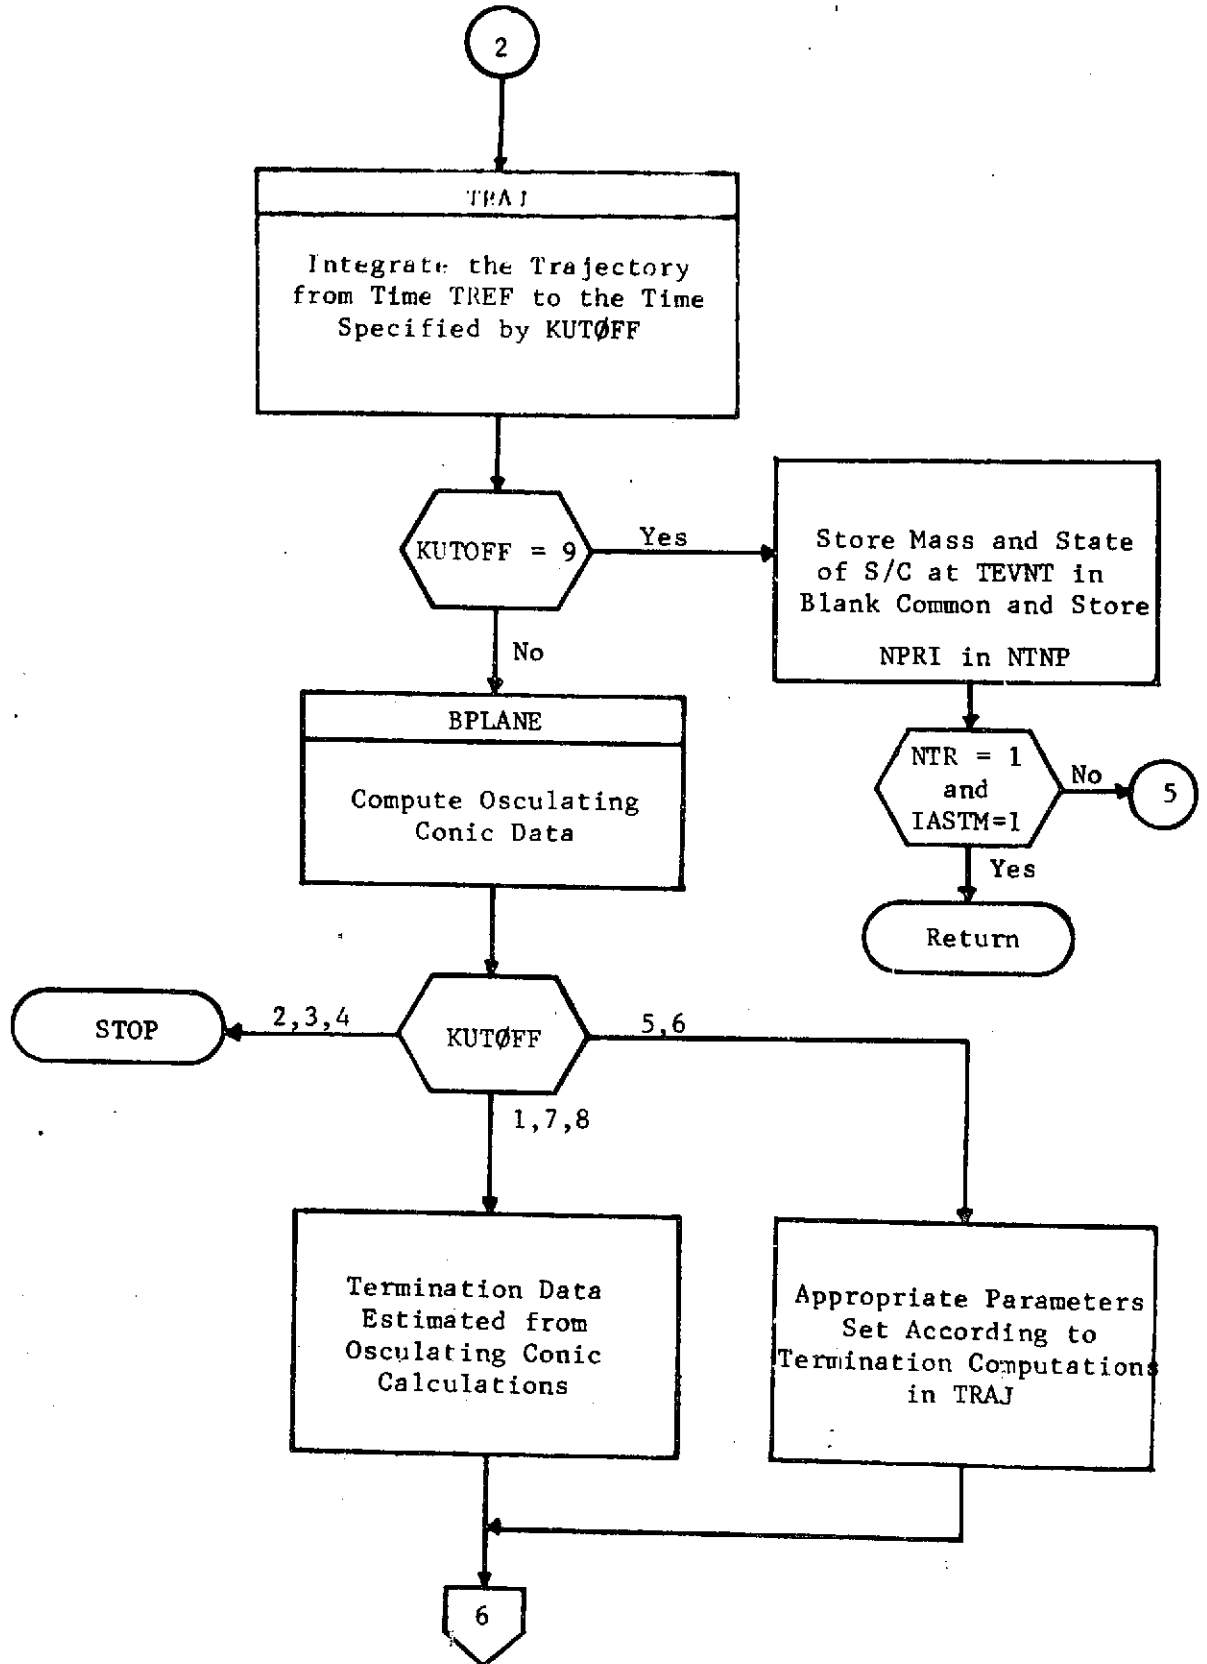 2
TRAJ
Integrate the Trajectory
from Time TREF to the Time
Specified by KUTØFF
KUTOFF = 9
Yes
Store Mass and State
of S/C at TEVNT in
Blank Common and Store
NPRI in NTNP
No
BPLANE
Compute Osculating
Conic Data
NTR = 1
and
IASTM=1
No
5
Yes
Return
STOP
2,3,4
KUTØFF
5,6
1,7,8
Termination Data
Estimated from
Osculating Conic
Calculations
Appropriate Parameters
Set According to
Termination Computations
in TRAJ
6